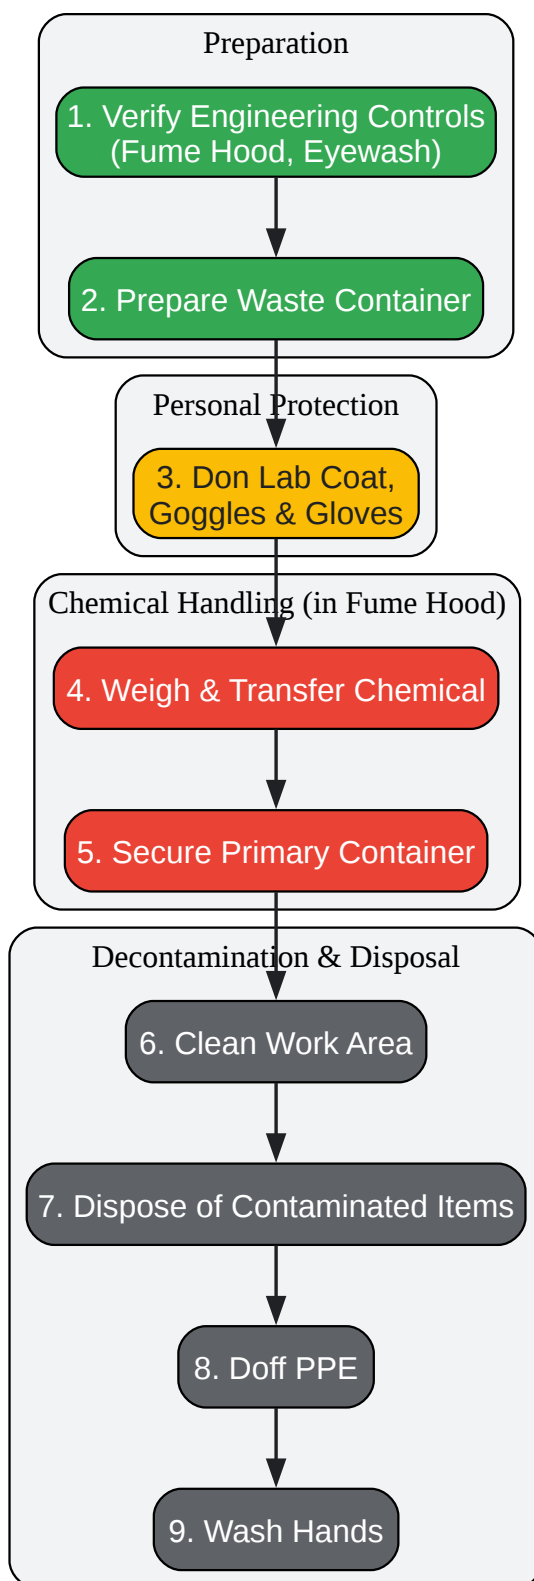 Preparation
1. Verify Engineering Controls
(Fume Hood, Eyewash)
2. Prepare Waste Container
Personal Protection
3. Don Lab Coat,
Goggles & Gloves
Chemical Handling (in Fume Hood)
4. Weigh & Transfer Chemical
5. Secure Primary Container
Decontamination & Disposal
6. Clean Work Area
7. Dispose of Contaminated Items
8. Doff PPE
9. Wash Hands